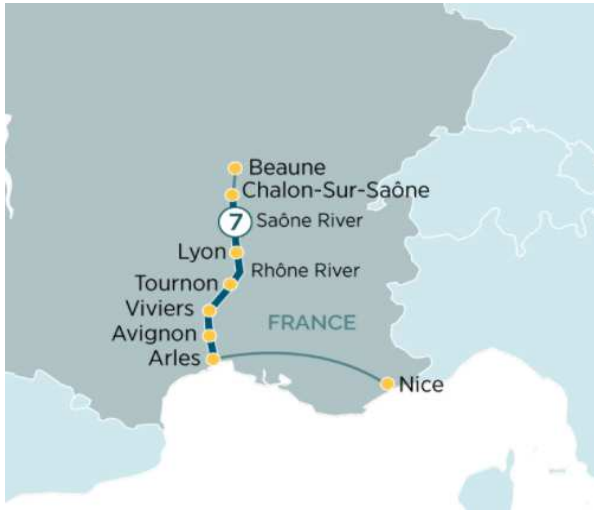 Beaune
Chalon-Sur-Saône
7 Saône River
Lyon
Rhône River
Tournon
Viviers
FRANCE
Avignon
Arles
Nice